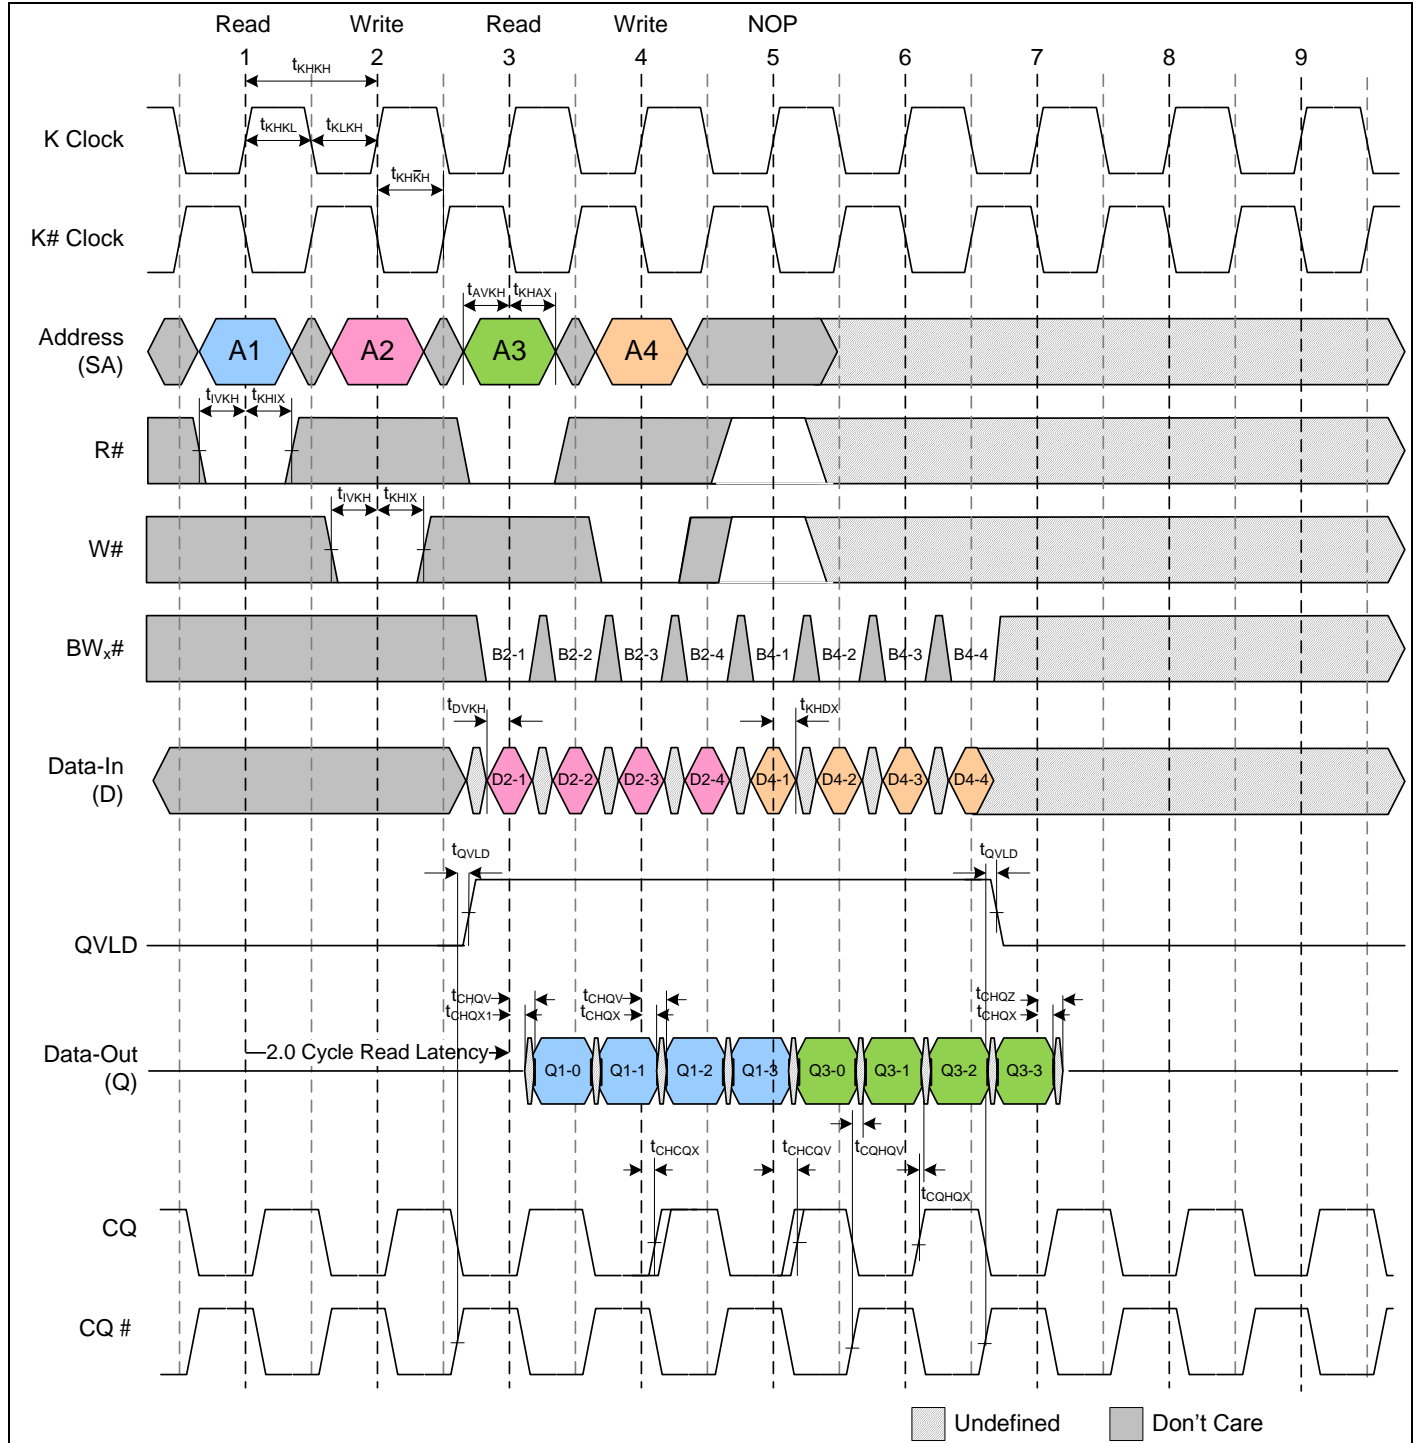 Read Write Read Write NOP
1 2 3 4 5 6 7 8 9
tKHKH
K Clock tKHKL tKLKH
tKHK̅H
K# Clock
tAVKH tKHAX
Address (SA) A1 A2 A3 A4
tIVKH tKHIX
R#
tIVKH tKHIX
W#
BWx# B2-1 B2-2 B2-3 B2-4 B4-1 B4-2 B4-3 B4-4
tDVKH tKHDX
Data-In (D) D2-1 D2-2 D2-3 D2-4 D4-1 D4-2 D4-3 D4-4
tQVLD tQVLD
QVLD
tCHQV tCHQV tCHQZ
tCHQX1 tCHQX tCHQX
Data-Out (Q) 2.0 Cycle Read Latency Q1-0 Q1-1 Q1-2 Q1-3 Q3-0 Q3-1 Q3-2 Q3-3
tCHCQX tCHCQV tCQHQV
tCQHQX
CQ
CQ #
Undefined Don't Care